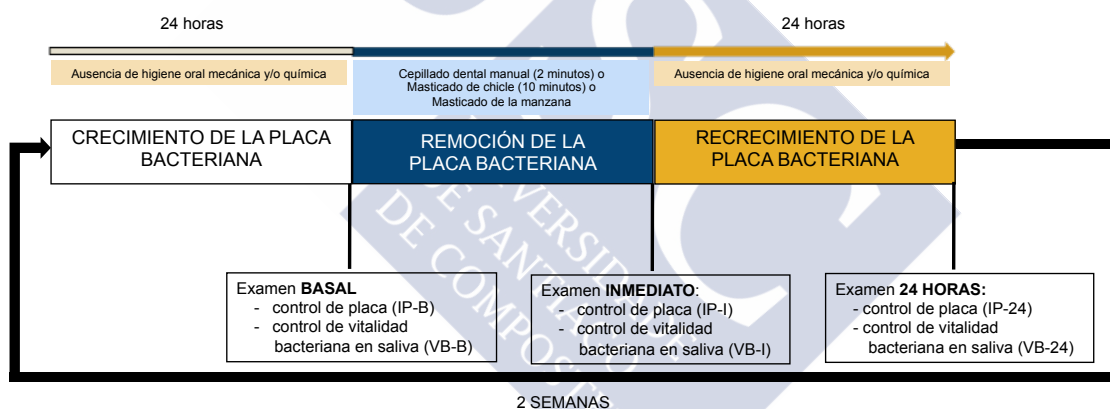 24 horas
24 horas
Ausencia de higiene oral mecánica y/o química
Cepillado dental manual (2 minutos) o
Masticado de chicle (10 minutos) o
Masticado de la manzana
Ausencia de higiene oral mecánica y/o química
CRECIMIENTO DE LA PLACA
BACTERIANA
REMOCIÓN DE LA
PLACA BACTERIANA
RECRECIMIENTO DE LA
PLACA BACTERIANA
Examen BASAL
- control de placa (IP-B)
- control de vitalidad
bacteriana en saliva (VB-B)
Examen INMEDIATO:
- control de placa (IP-I)
- control de vitalidad
bacteriana en saliva (VB-I)
Examen 24 HORAS:
- control de placa (IP-24)
- control de vitalidad
bacteriana en saliva (VB-24)
2 SEMANAS